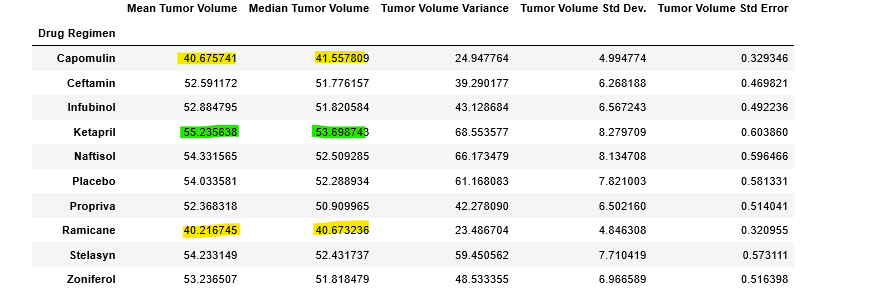 Mean Tumor Volume Median Tumor Volume Tumor Volume Variance Tumor Volume Std Dev. Tumor Volume Std Error
Drug Regimen
Capomulin 40.675741 41.557809 24.947764 4.994774 0.329346
Ceftamin 52.591172 51.776157 39.290177 6.268188 0.469821
Infubinol 52.884795 51.820584 43.128684 6.567243 0.492236
Ketapril 55.235638 53.698743 68.553577 8.279709 0.603860
Naftisol 54.331565 52.509285 66.173479 8.134708 0.596466
Placebo 54.033581 52.288934 61.168083 7.821003 0.581331
Propriva 52.368318 50.909965 42.278090 6.502160 0.514041
Ramicane 40.216745 40.673236 23.486704 4.846308 0.320955
Stelasyn 54.233149 52.431737 59.450562 7.710419 0.573111
Zoniferol 53.236507 51.818479 48.533355 6.966589 0.516398